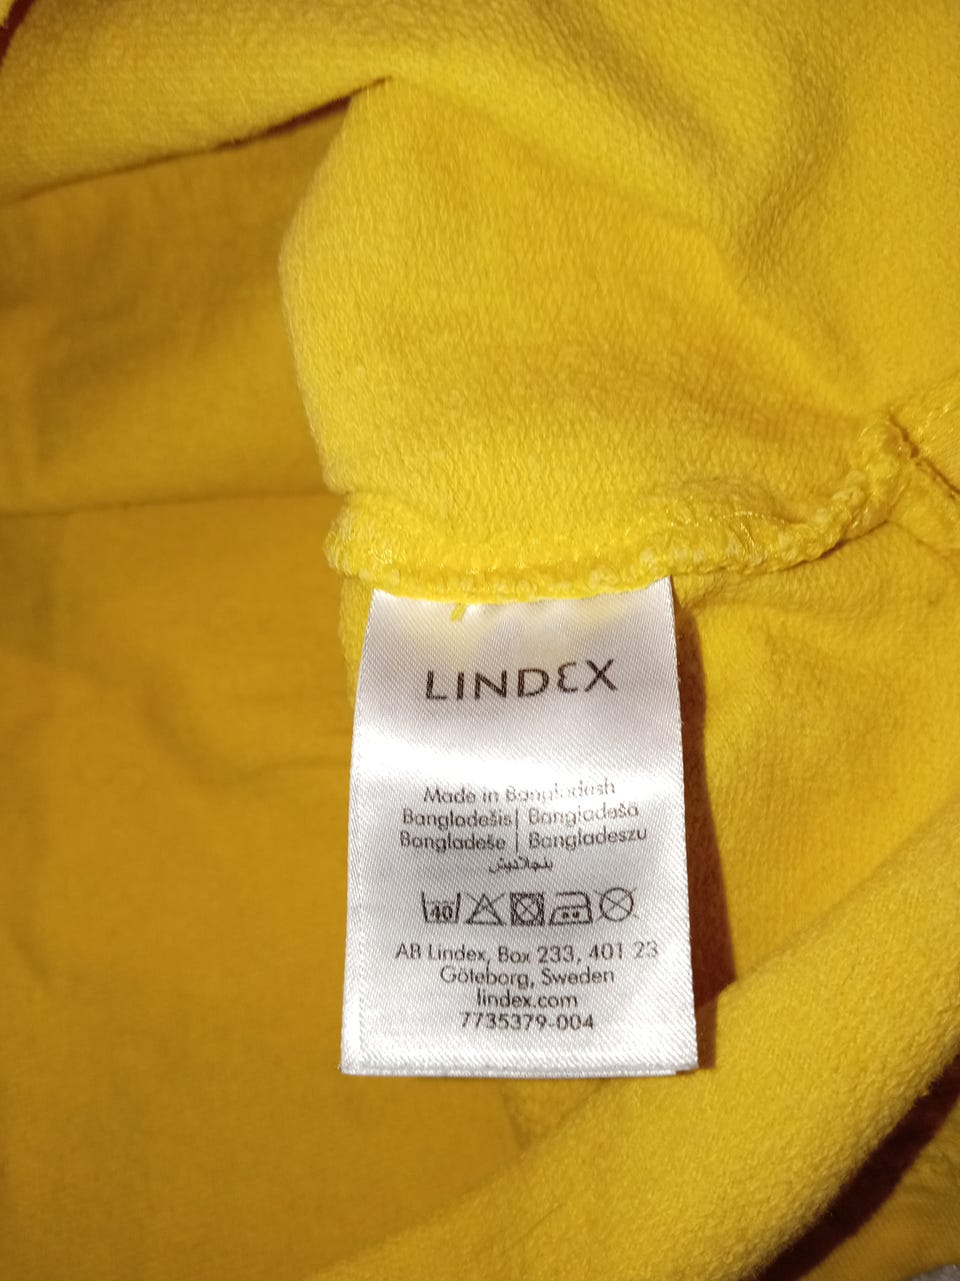 LINDEX
Made in Bangladesh
Bangladešis | Bangladešā
Bangladeše | Bangladeszu
بنجلاديش
40
AB Lindex, Box 233, 401 23
Göteborg, Sweden
lindex.com
7735379-004